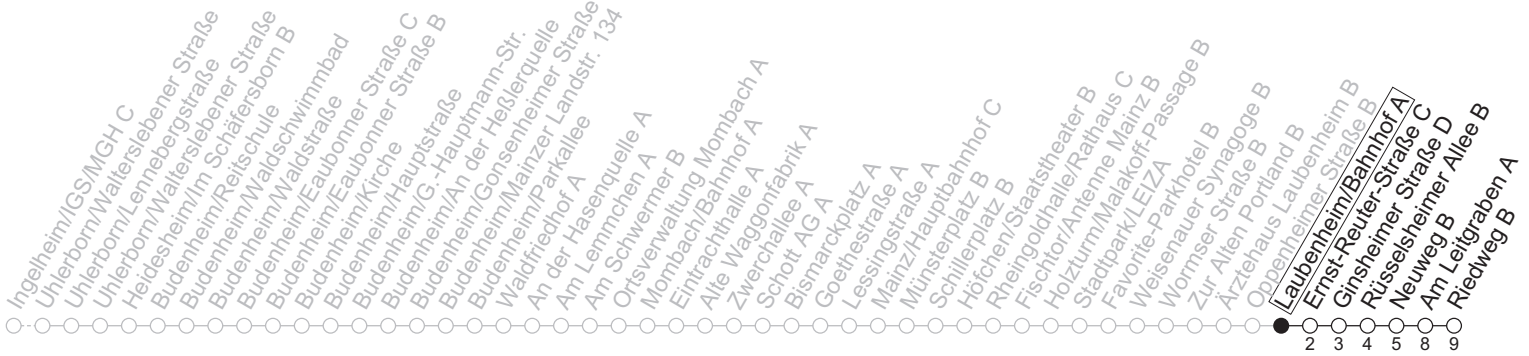 Ingelheim/IGS/MGH C
Uhlerborn/Walterslebener Straße
Uhlerborn/Lennebergstraße
Uhlerborn/Walterslebener Straße
Heidesheim/Im Schäfersborn B
Budenheim/Reitschule
Budenheim/Waldschwimmbad
Budenheim/Waldstraße
Budenheim/Eaubonner Straße C
Budenheim/Eaubonner Straße B
Budenheim/Kirche
Budenheim/Hauptstraße
Budenheim/G.-Hauptmann-Str.
Budenheim/An der Heßlerquelle
Budenheim/Gonsenheimer Straße
Budenheim/Mainzer Landstr. 134
Budenheim/Parkallee
Waldfriedhof A
An der Hasenquelle A
Am Lemmchen A
Am Schwermer B
Ortsverwaltung Mombach A
Mombach/Bahnhof A
Eintrachthalle A
Alte Waggonfabrik A
Zwerchallee A
Schott AG A
Bismarckplatz A
Goethestraße A
Lessingstraße A
Mainz/Hauptbahnhof C
Münsterplatz B
Schillerplatz B
Höfchen/Staatstheater B
Rheingoldhalle/Rathaus C
Fischtor/Antenne Mainz B
Holzturm/Malakoff-Passage B
Stadtpark/LEIZA
Favorite-Parkhotel B
Weisenauer Synagoge B
Wormser Straße B
Zur Alten Portland B
Ärztehaus Laubenheim B
Oppenheimer Straße B
Laubenheim/Bahnhof A
Ernst-Reuter-Straße C
Ginsheimer Straße D
Rüsselsheimer Allee B
Neuweg B
Am Leitgraben A
Riedweg B
2 3 4 5 8 9